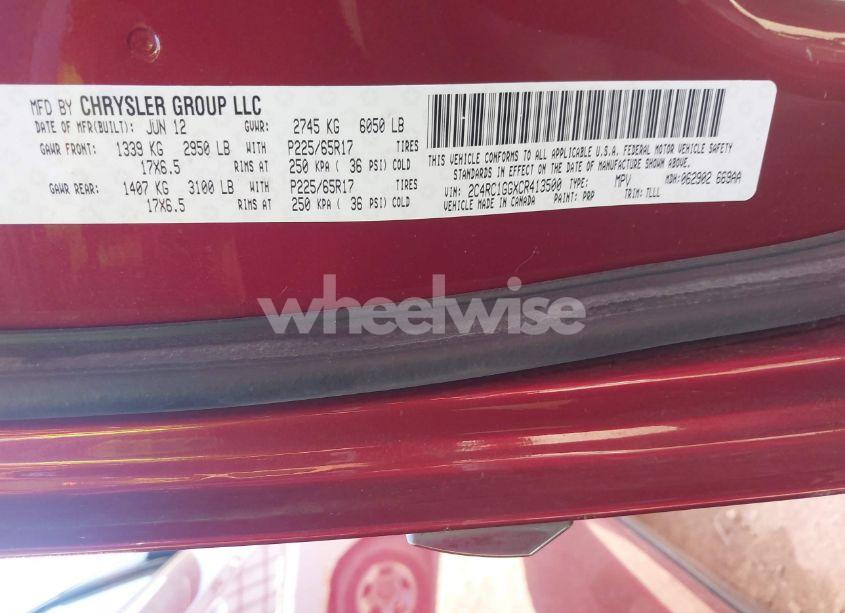 MFD BY CHRYSLER GROUP LLC
DATE OF MFR(BUILT): JUN 12 GVWR: 2745 KG 6050 LB
GAWR FRONT: 1339 KG 2950 LB WITH P225/65R17 TIRES
17X6.5 RIMS AT 250 KPA ( 36 PSI) COLD
GAWR REAR: 1407 KG 3100 LB WITH P225/65R17 TIRES
17X6.5 RIMS AT 250 KPA ( 36 PSI) COLD
THIS VEHICLE CONFORMS TO ALL APPLICABLE U.S.A. FEDERAL MOTOR VEHICLE SAFETY
STANDARDS IN EFFECT ON THE DATE OF MANUFACTURE SHOWN ABOVE.
VIN: 2C4RC1GGXCR413500 TYPE: MPV MDH: 062902 669AA
VEHICLE MADE IN CANADA PAINT: PRP TRIM: TLLL
wheelwise